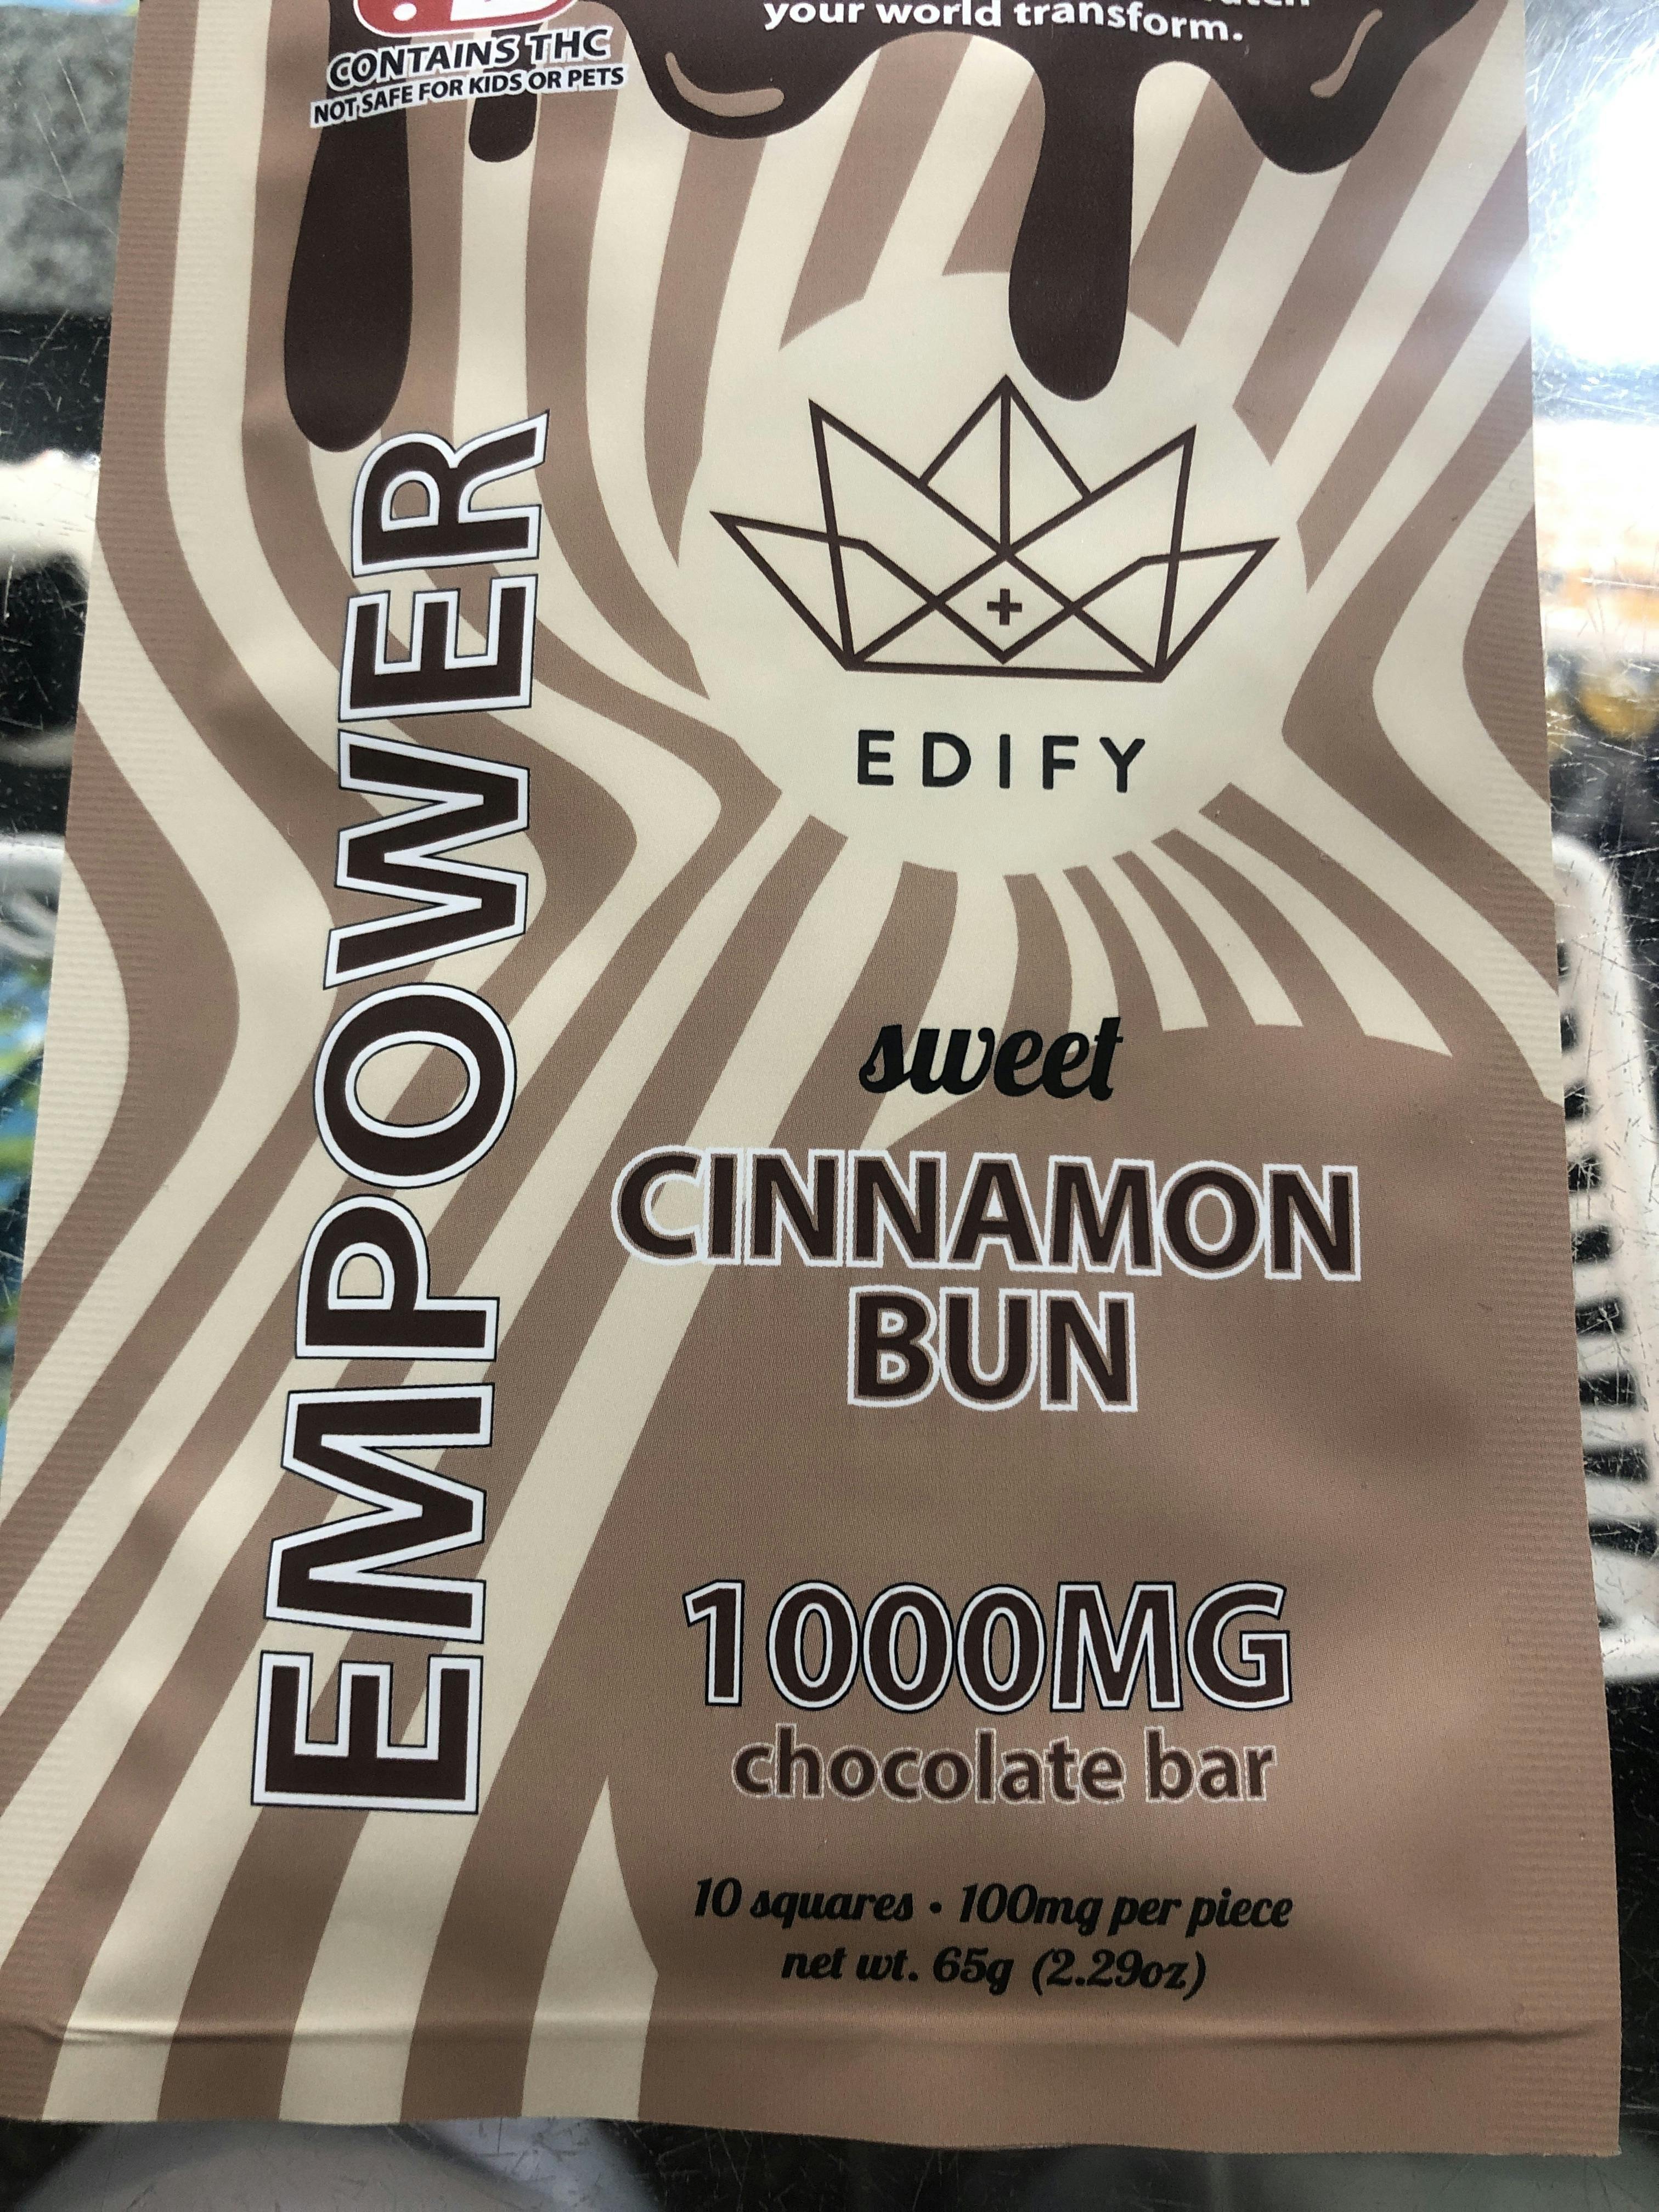 your world transform.
CONTAINS THC
NOT SAFE FOR KIDS OR PETS
EMPOWER
EDIFY
sweet
CINNAMON
BUN
1000MG
chocolate bar
10 squares • 100mg per piece
net wt. 65g (2.29oz)